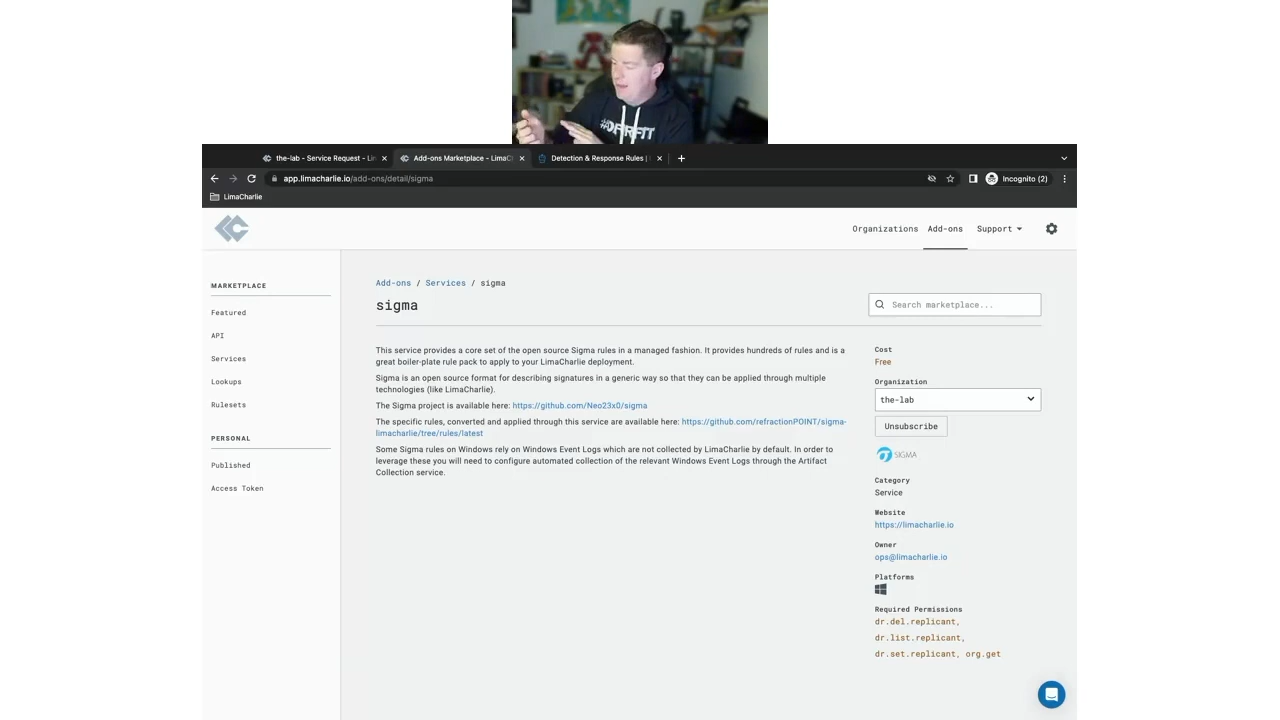 #DFIRFIT
the-lab - Service Request - Lim
Add-ons Marketplace - LimaC
Detection & Response Rules |
app.limacharlie.io/add-ons/detail/sigma
Incognito (2)
LimaCharlie
Organizations
Add-ons
Support
MARKETPLACE
Featured
API
Services
Lookups
Rulesets
PERSONAL
Published
Access Token
Add-ons / Services / sigma
sigma
Search marketplace...
This service provides a core set of the open source Sigma rules in a managed fashion. It provides hundreds of rules and is a
great boiler-plate rule pack to apply to your LimaCharlie deployment.
Sigma is an open source format for describing signatures in a generic way so that they can be applied through multiple
technologies (like LimaCharlie).
The Sigma project is available here: https://github.com/Neo23x0/sigma
The specific rules, converted and applied through this service are available here: https://github.com/refractionPOINT/sigma-
limacharlie/tree/rules/latest
Some Sigma rules on Windows rely on Windows Event Logs which are not collected by LimaCharlie by default. In order to
leverage these you will need to configure automated collection of the relevant Windows Event Logs through the Artifact
Collection service.
Cost
Free
Organization
the-lab
Unsubscribe
SIGMA
Category
Service
Website
https://limacharlie.io
Owner
ops@limacharlie.io
Platforms
Required Permissions
dr.del.replicant,
dr.list.replicant,
dr.set.replicant, org.get